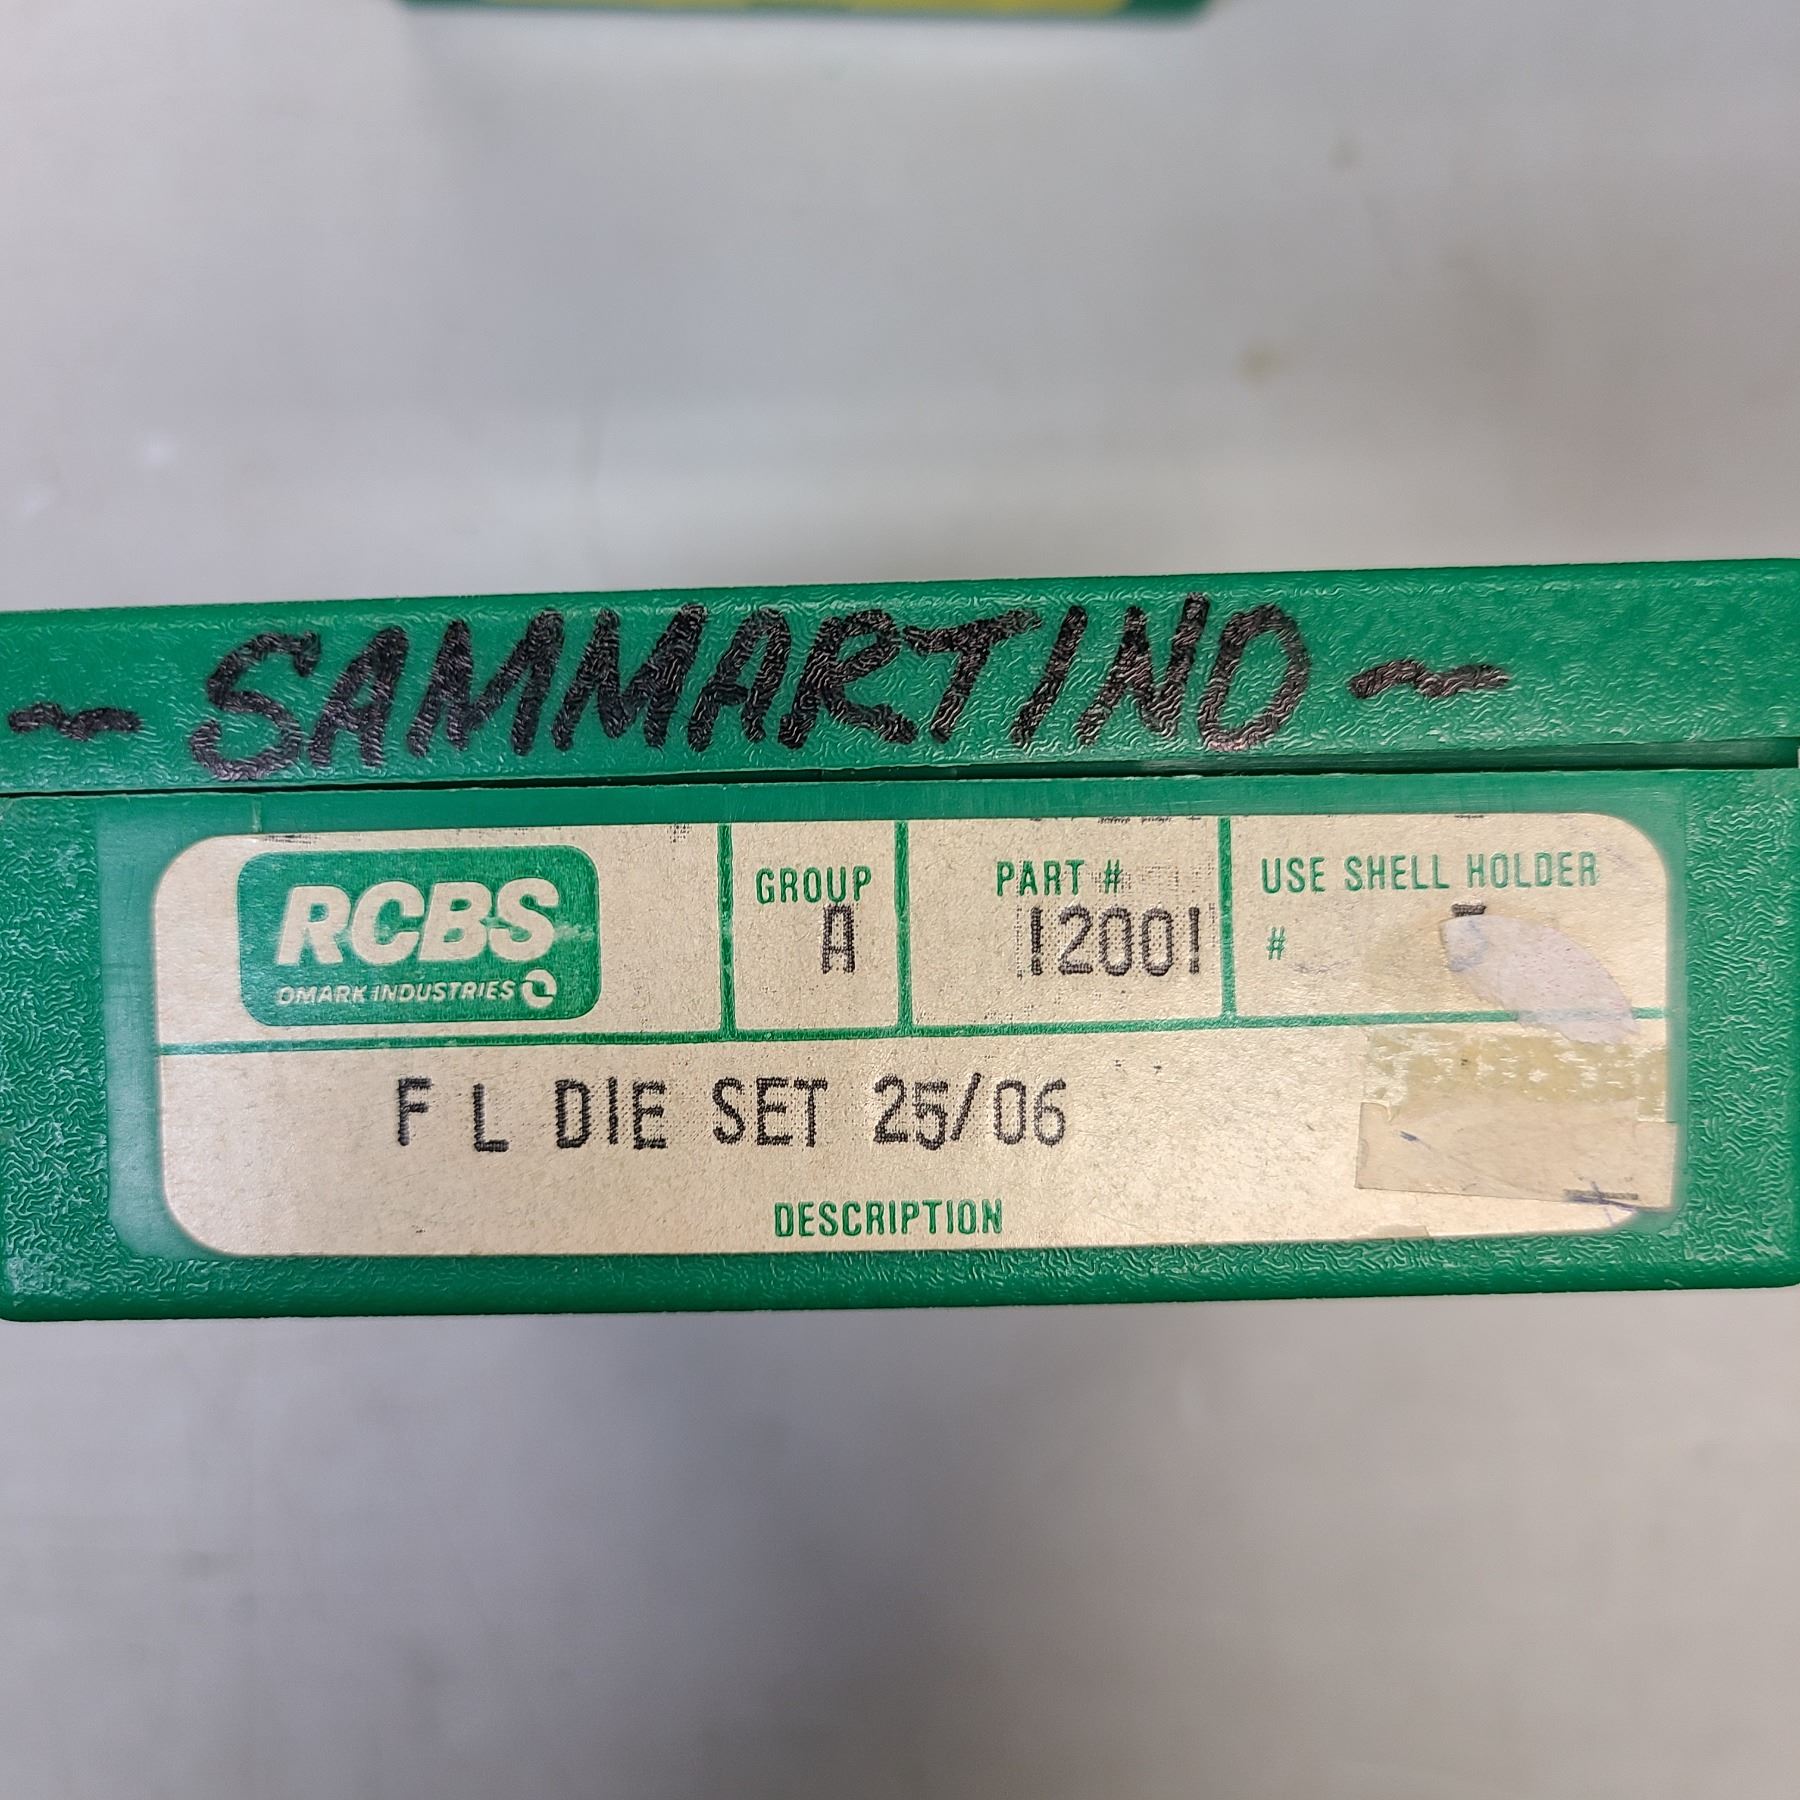 ~ SAMMARTINO ~
RCBS
OMARK INDUSTRIES
GROUP
A
PART #
12001
USE SHELL HOLDER
#
F L DIE SET 25/06
DESCRIPTION